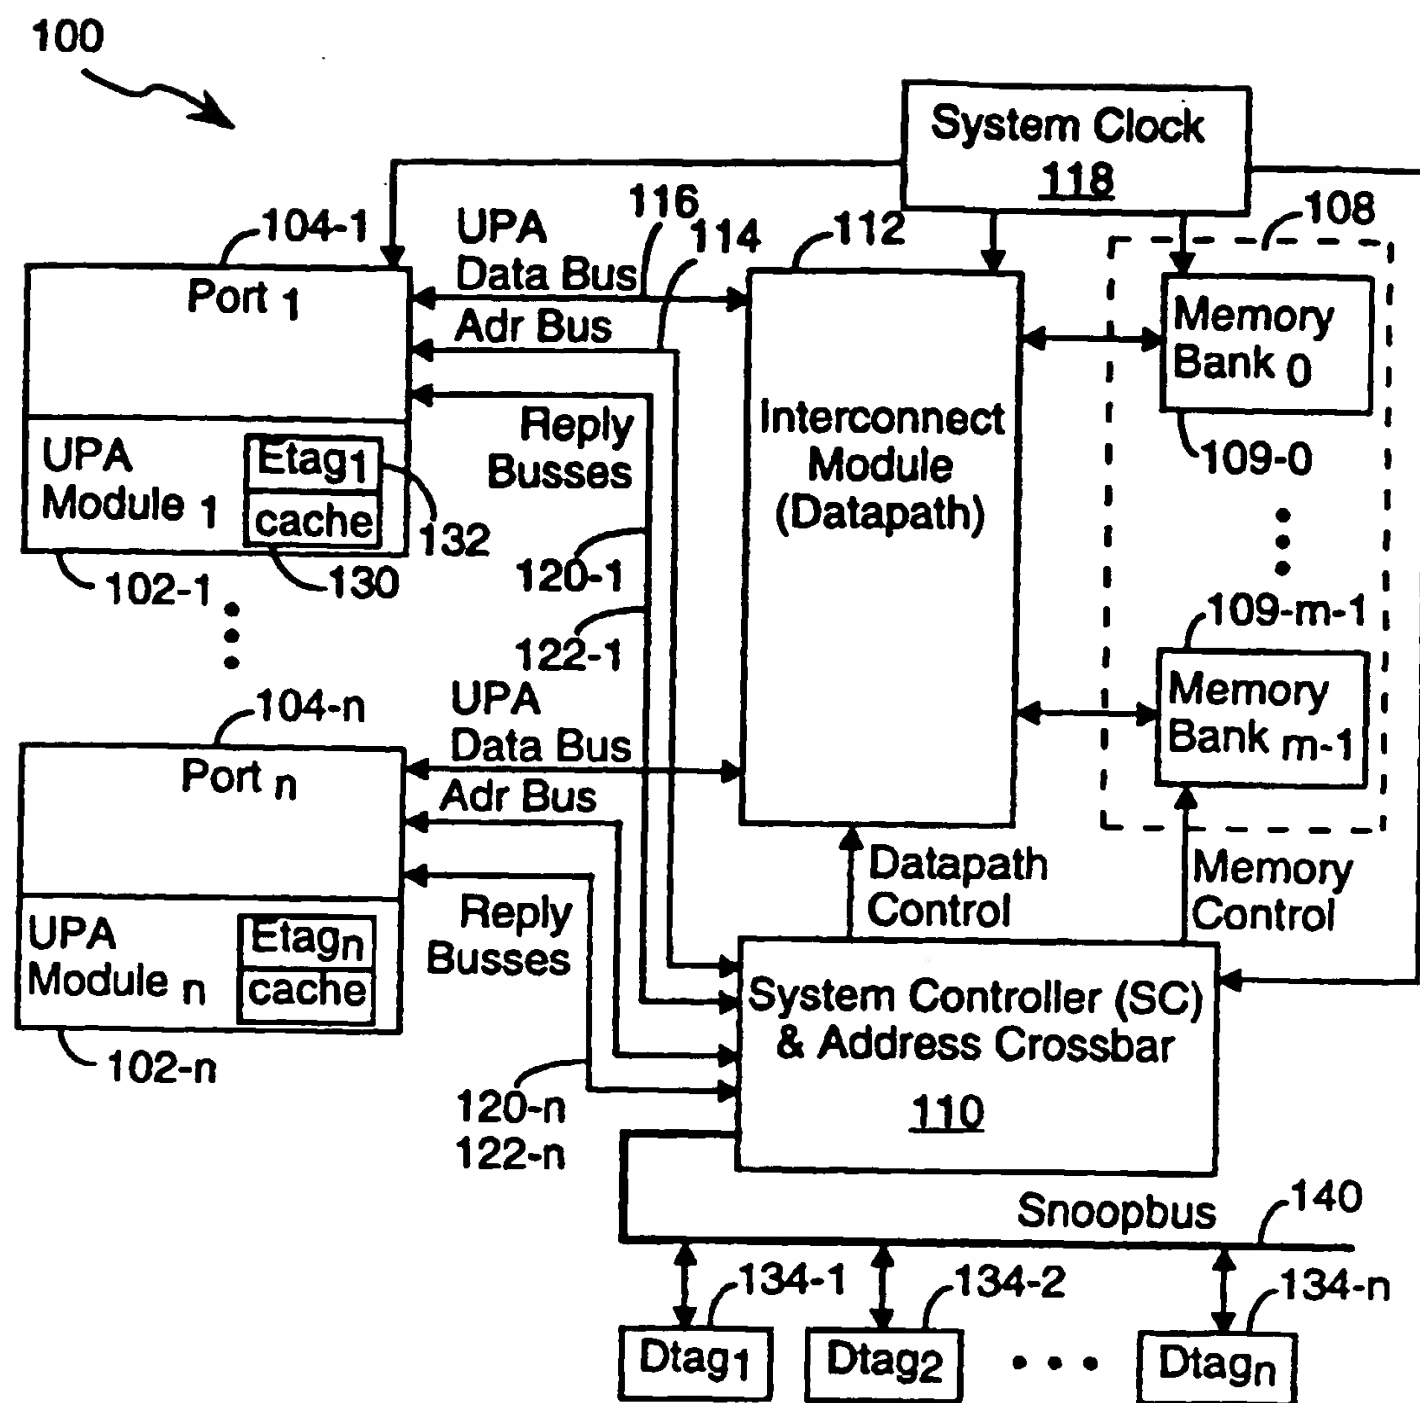 100
System Clock
118
108
116
114
112
104-1
UPA
Data Bus
Port 1
Adr Bus
Memory
Bank 0
109-0
Reply
Busses
Interconnect
Module
(Datapath)
UPA
Module 1
Etag1
cache
132
130
102-1
120-1
122-1
109-m-1
Memory
Bank m-1
104-n
UPA
Data Bus
Port n
Adr Bus
Datapath
Control
Memory
Control
Reply
Busses
UPA
Module n
Etagn
cache
102-n
System Controller (SC)
& Address Crossbar
110
120-n
122-n
Snoopbus
140
134-1
134-2
134-n
Dtag1
Dtag2
Dtagn